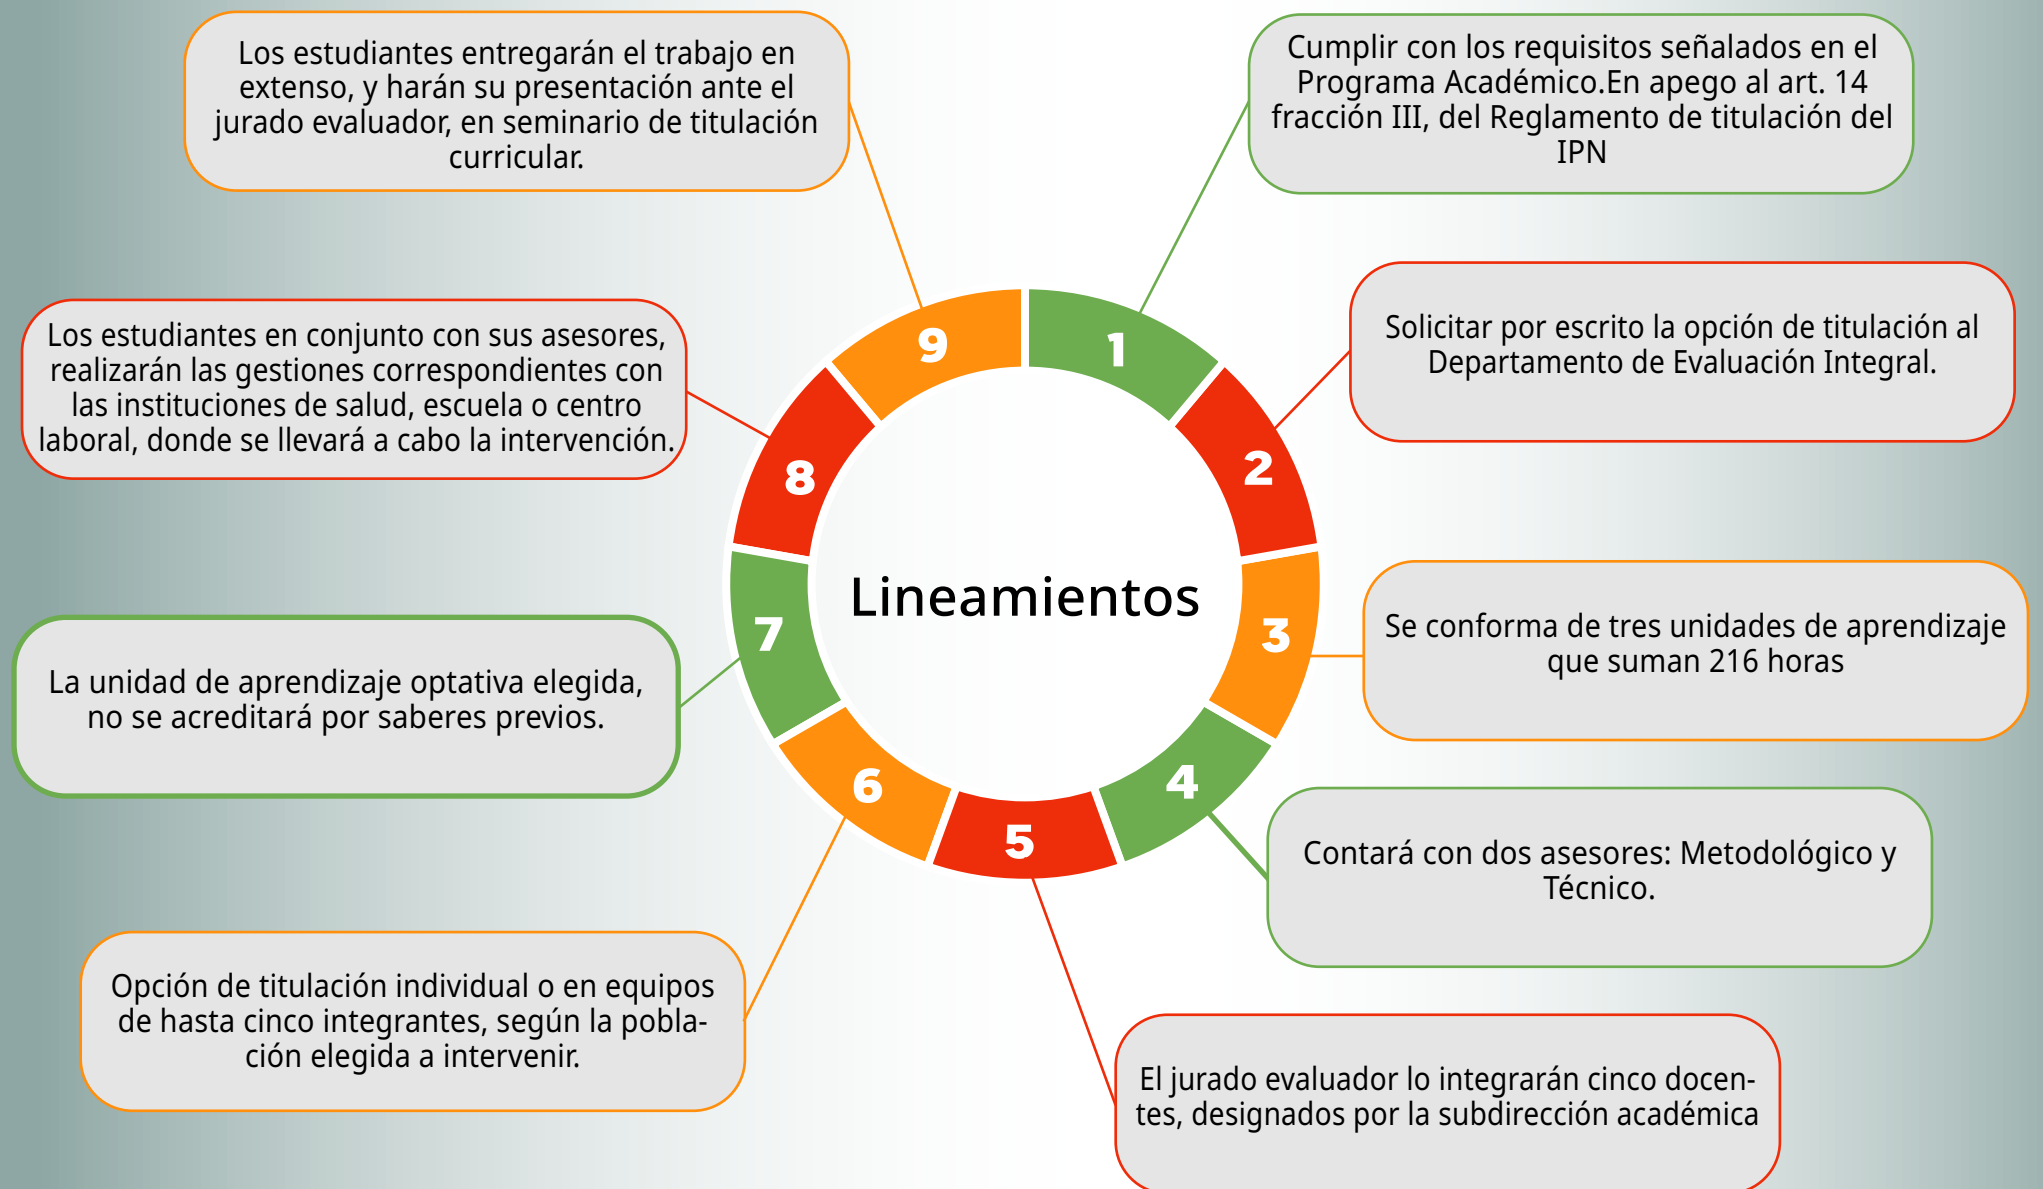 Lineamientos
1
Cumplir con los requisitos señalados en el
Programa Académico.En apego al art. 14
fracción III, del Reglamento de titulación del
IPN
2
Solicitar por escrito la opción de titulación al
Departamento de Evaluación Integral.
3
Se conforma de tres unidades de aprendizaje
que suman 216 horas
4
Contará con dos asesores: Metodológico y
Técnico.
5
El jurado evaluador lo integrarán cinco docen-
tes, designados por la subdirección académica
6
Opción de titulación individual o en equipos
de hasta cinco integrantes, según la pobla-
ción elegida a intervenir.
7
La unidad de aprendizaje optativa elegida,
no se acreditará por saberes previos.
8
Los estudiantes en conjunto con sus asesores,
realizarán las gestiones correspondientes con
las instituciones de salud, escuela o centro
laboral, donde se llevará a cabo la intervención.
9
Los estudiantes entregarán el trabajo en
extenso, y harán su presentación ante el
jurado evaluador, en seminario de titulación
curricular.